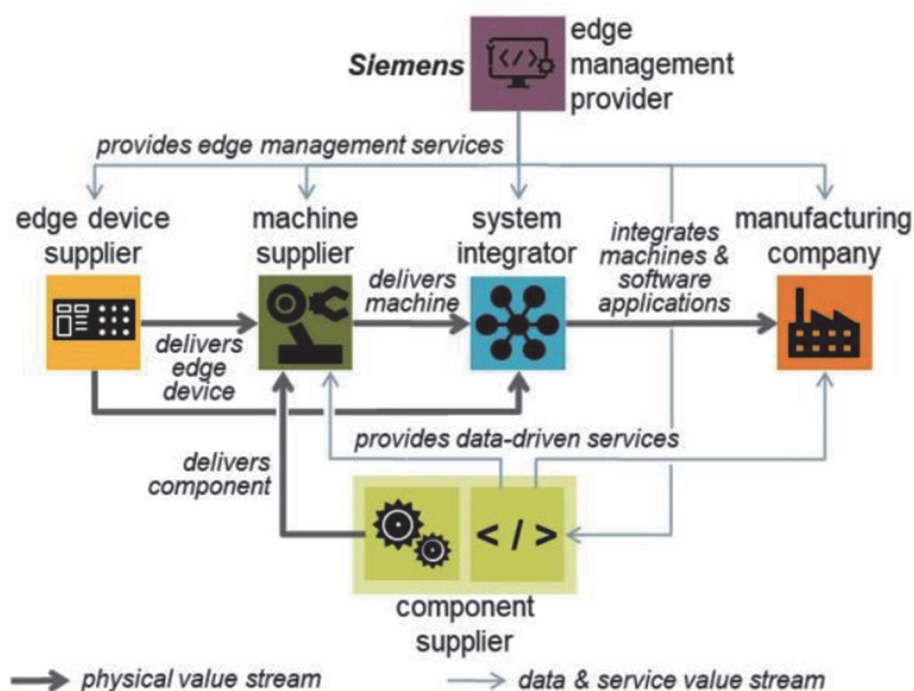 Siemens
edge
management
provider
</>
provides edge management services
edge device
supplier
machine
supplier
system
integrator
manufacturing
company
integrates
machines &
software
applications
delivers
machine
delivers
edge
device
provides data-driven services
delivers
component
< / >
component
supplier
physical value stream
data & service value stream